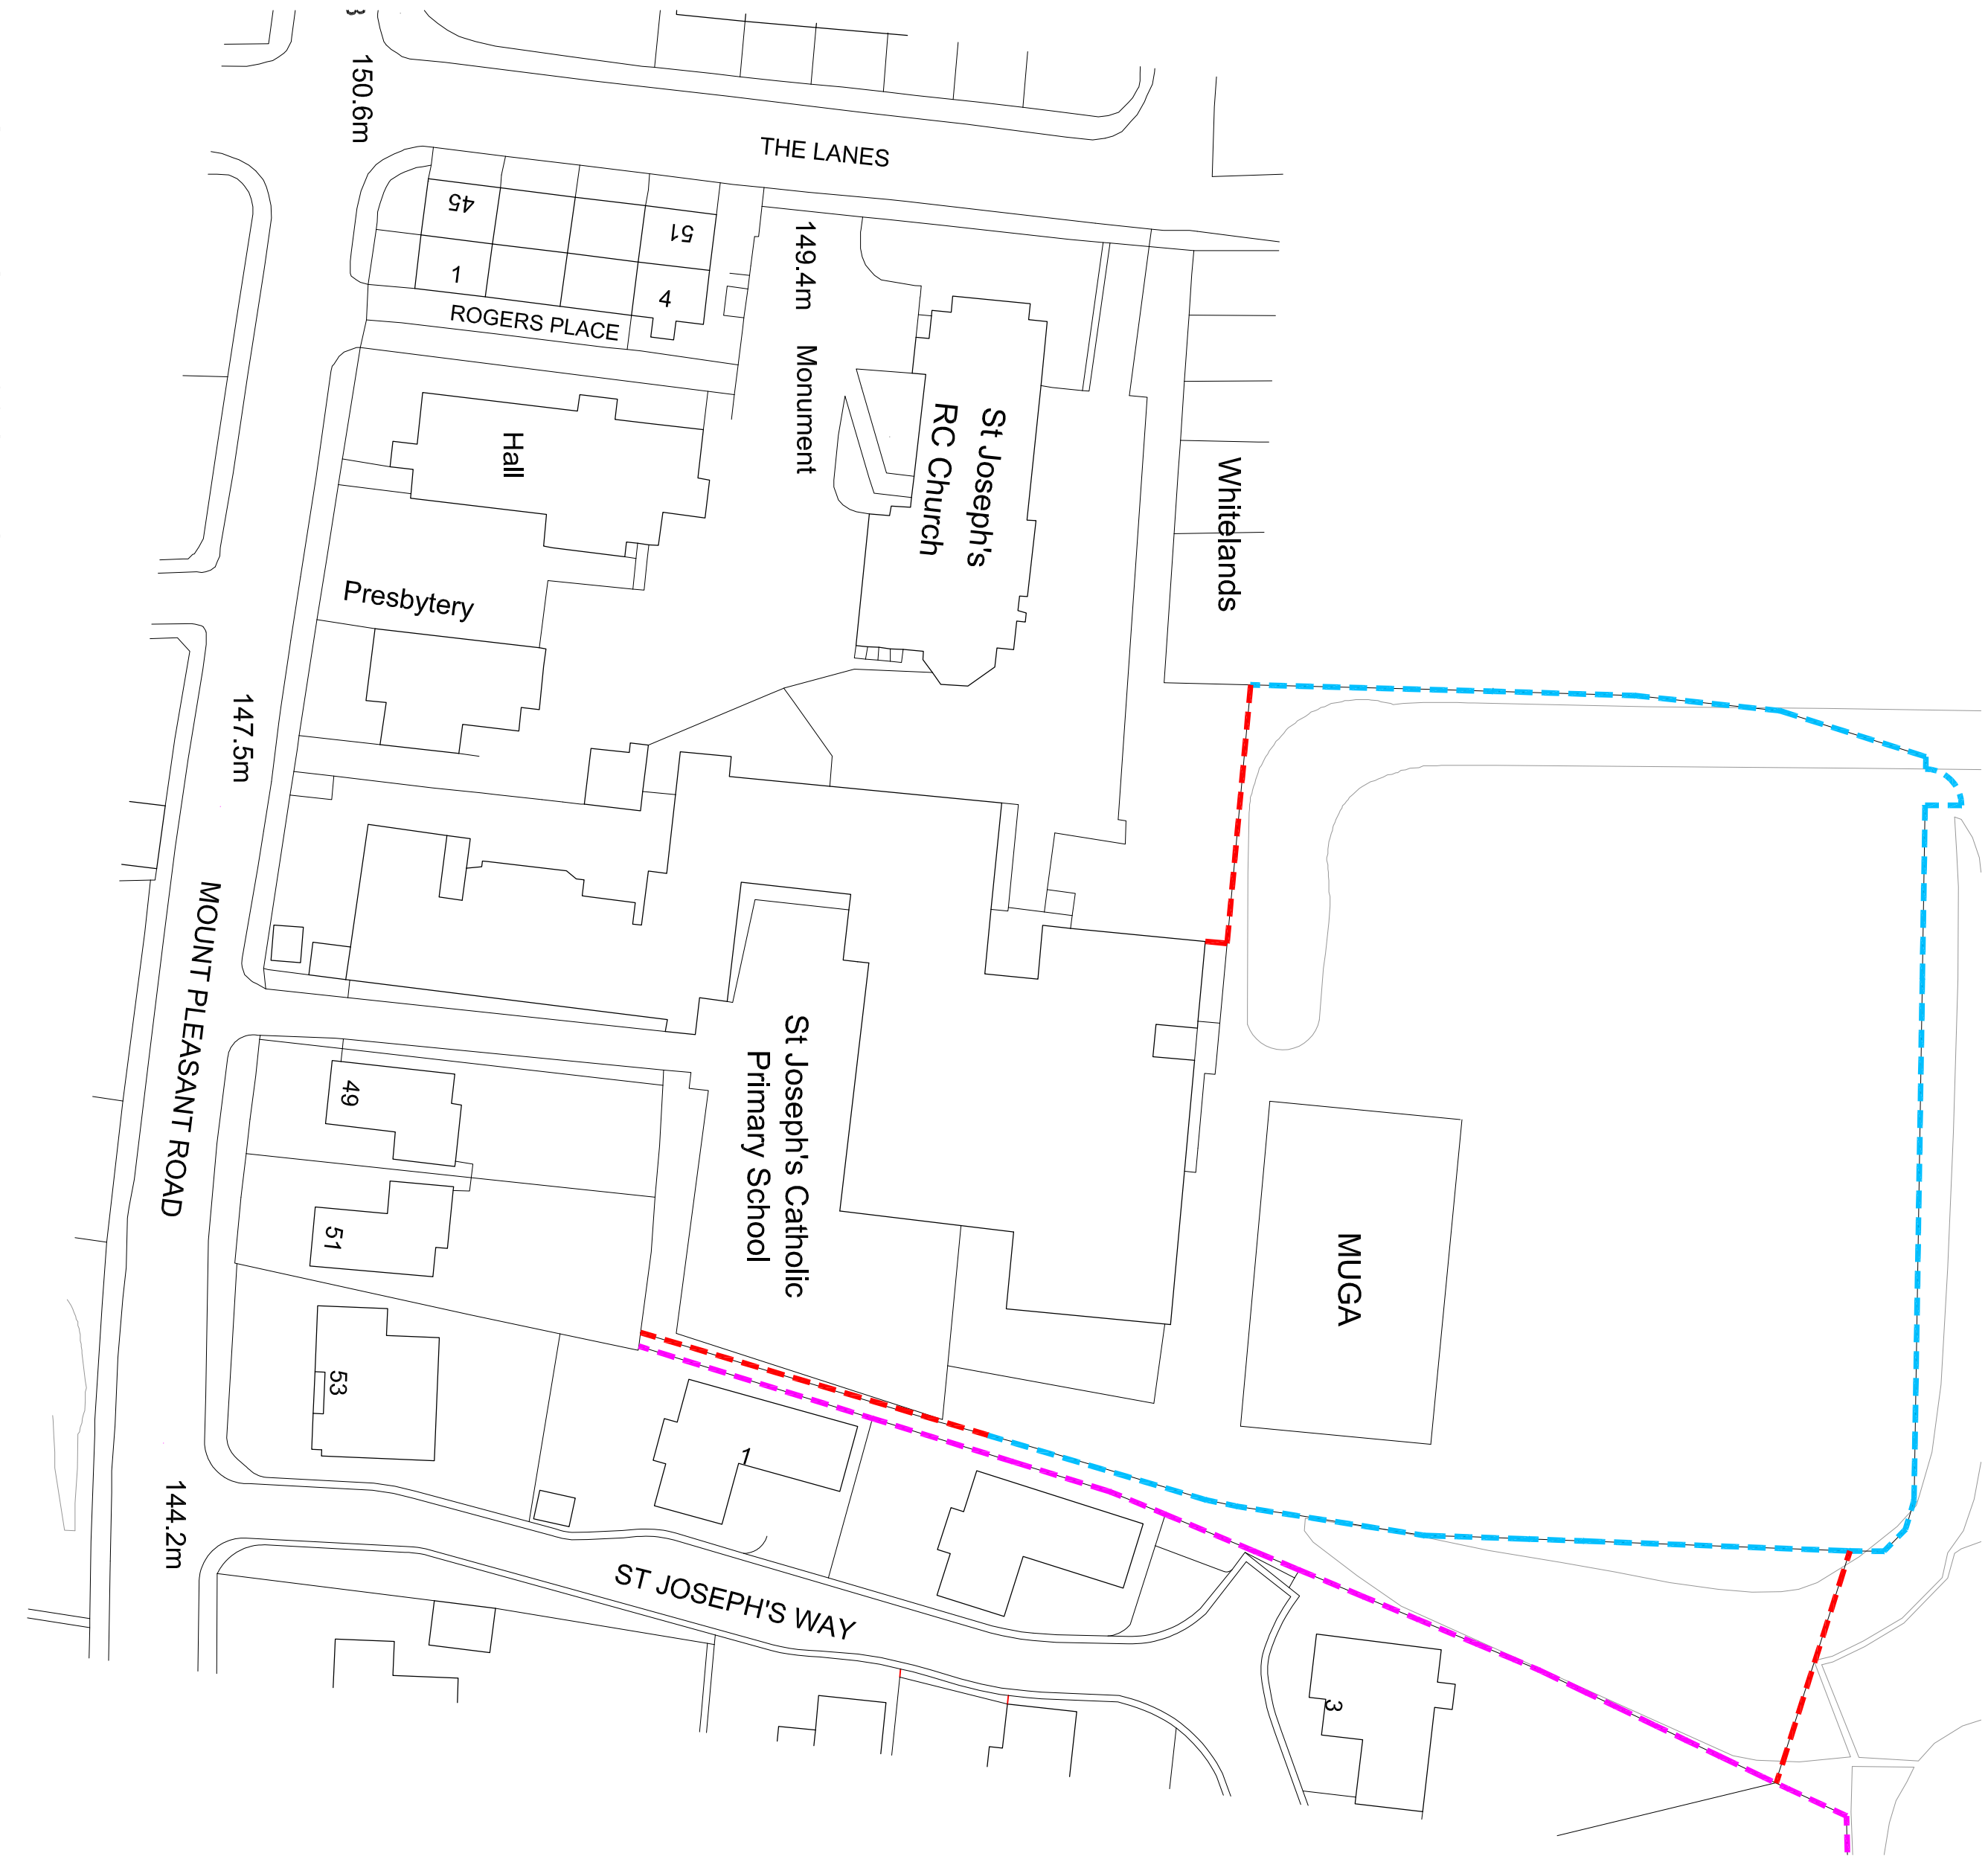 150.6m
THE LANES
45
51
1
4
ROGERS PLACE
149.4m
Monument
Hall
St Joseph's
RC Church
Whitelands
Presbytery
147.5m
MOUNT PLEASANT ROAD
St Joseph's Catholic
Primary School
49
51
53
MUGA
1
144.2m
ST JOSEPH'S WAY
3